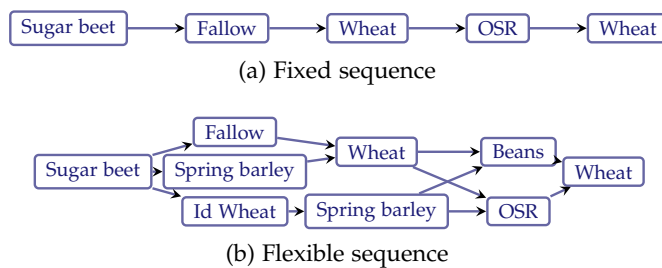 Sugar beet Fallow Wheat OSR Wheat
(a) Fixed sequence
Fallow
Beans
Wheat
Sugar beet Spring barley
Wheat
Id Wheat Spring barley OSR
(b) Flexible sequence